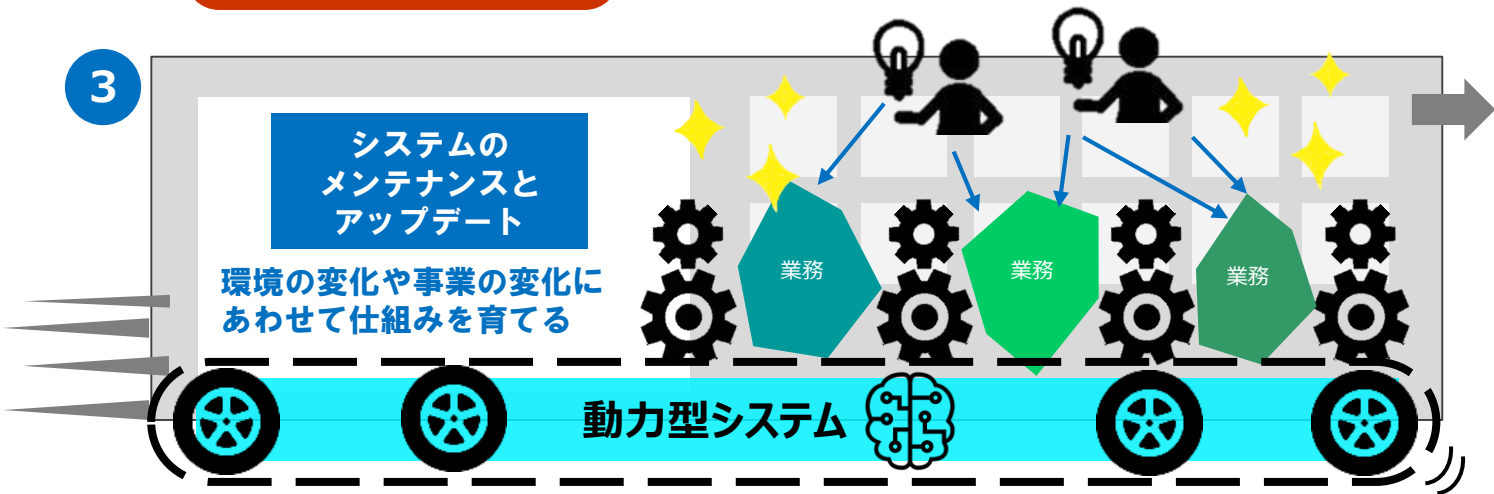 3
システムの
メンテナンスと
アップデート
環境の変化や事業の変化に
あわせて仕組みを育てる
業務
業務
業務
動力型システム